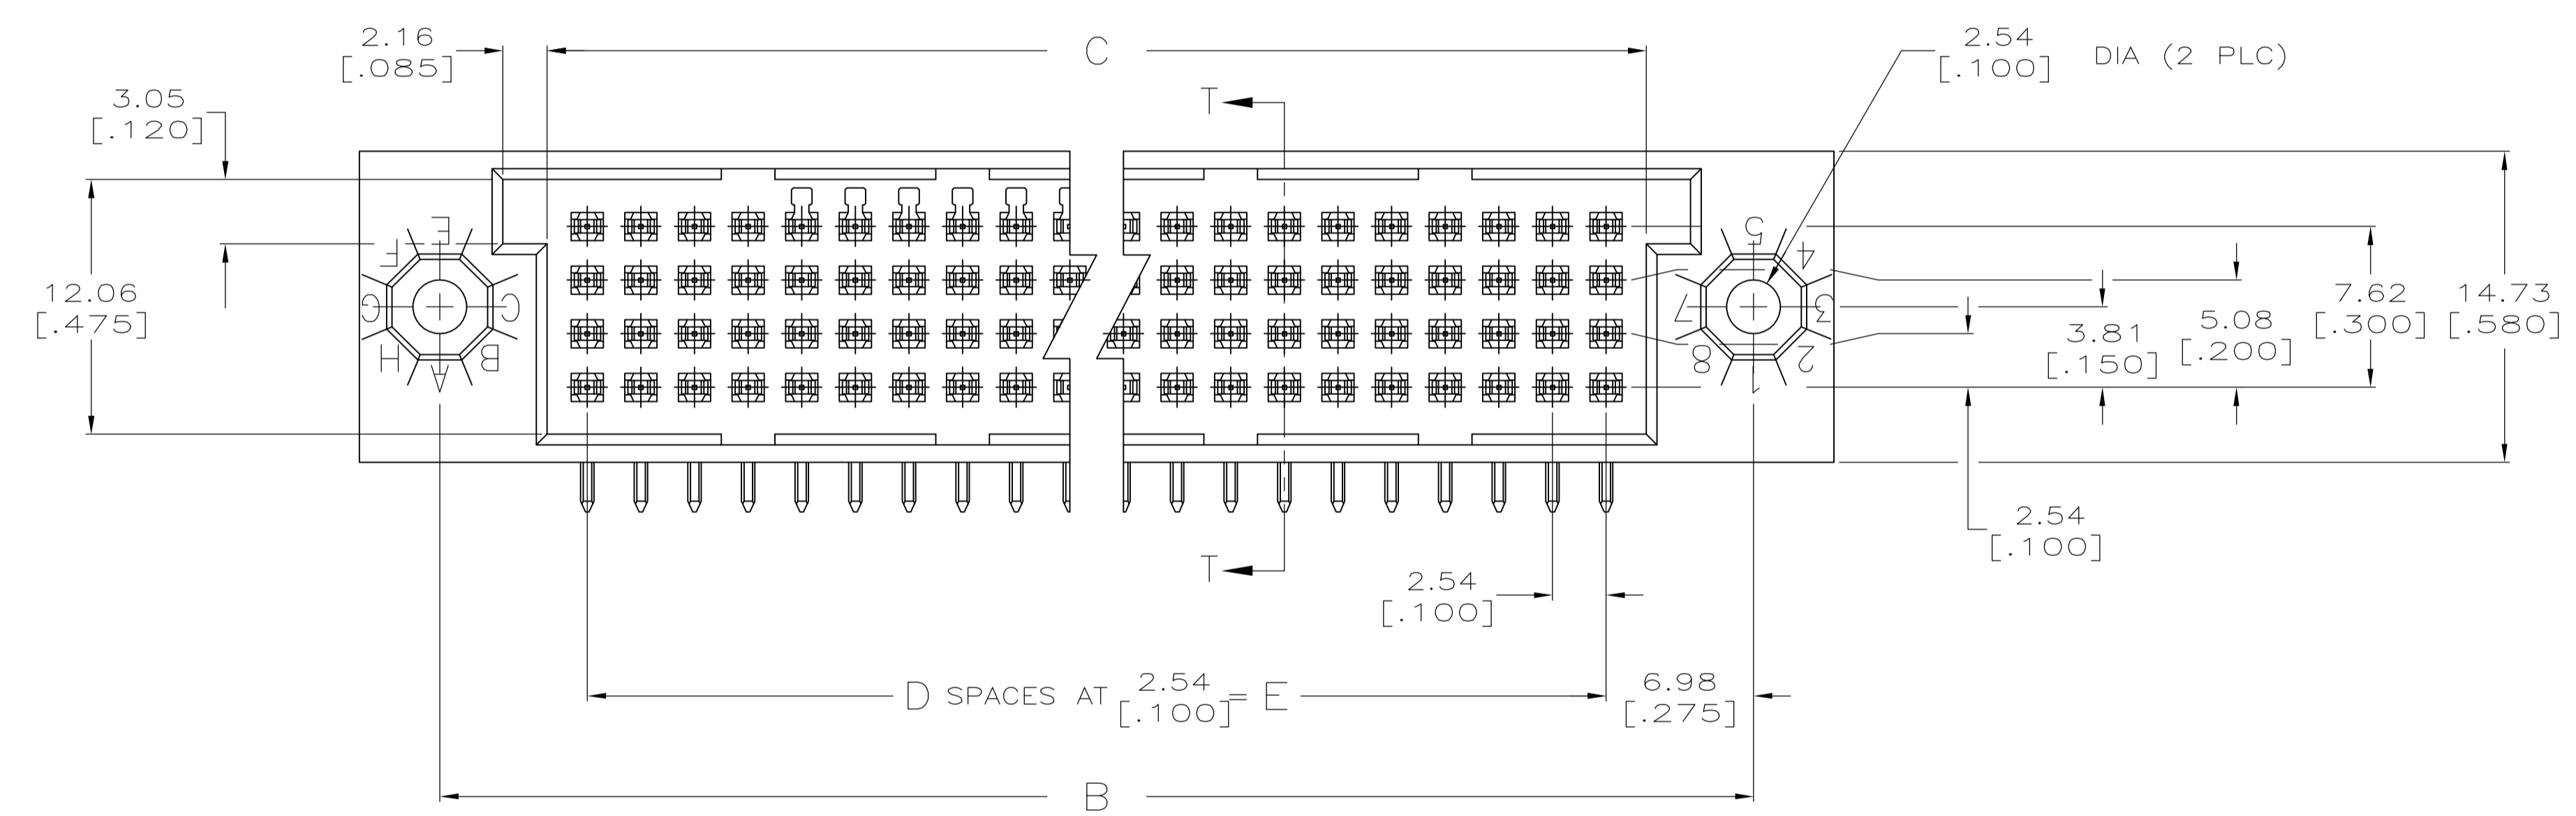 2.16
[.085]
C
2.54
[.100]
DIA (2 PLC)
3.05
[.120]
T
E
F
G
C
H
B
A
5
4
7
3
8
2
1
12.06
[.475]
7.62
[.300]
14.73
[.580]
5.08
[.200]
3.81
[.150]
2.54
[.100]
T
2.54
[.100]
D SPACES AT 2.54 = E
[.100]
6.98
[.275]
B